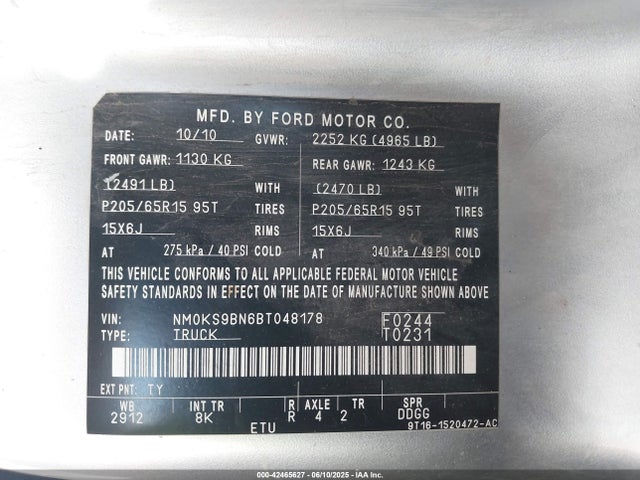 MFD. BY FORD MOTOR CO.
DATE: 10/10 GVWR: 2252 KG (4965 LB)
FRONT GAWR: 1130 KG REAR GAWR: 1243 KG
(2491 LB) WITH (2470 LB) WITH
P205/65R15 95T TIRES P205/65R15 95T TIRES
15X6J RIMS 15X6J RIMS
AT 275 kPa / 40 PSI COLD AT 340 kPa / 49 PSI COLD
THIS VEHICLE CONFORMS TO ALL APPLICABLE FEDERAL MOTOR VEHICLE
SAFETY STANDARDS IN EFFECT ON THE DATE OF MANUFACTURE SHOWN ABOVE
VIN: NM0KS9BN6BT048178 F0244
TYPE: TRUCK T0231
EXT PNT: TY
WB INT TR R AXLE TR SPR
2912 8K R 4 2 DDGG
ETU 9T16-1520472-AC
000-42465627 - 06/10/2025 - IAA Inc.